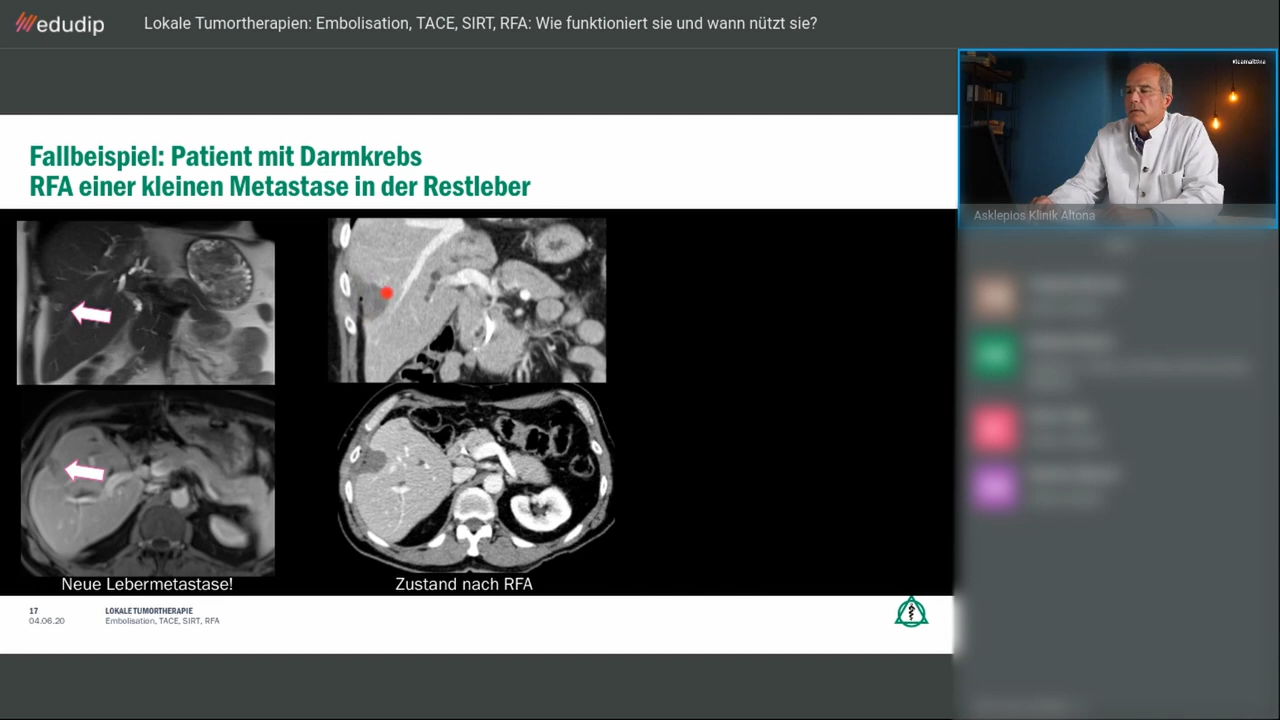 edudip
Lokale Tumortherapien: Embolisation, TACE, SIRT, RFA: Wie funktioniert sie und wann nützt sie?
Fallbeispiel: Patient mit Darmkrebs
RFA einer kleinen Metastase in der Restleber
Neue Lebermetastase!
Zustand nach RFA
17
LOKALE TUMORTHERAPIE
04.06.20
Embolisation, TACE, SIRT, RFA
Asklepios Klinik Altona